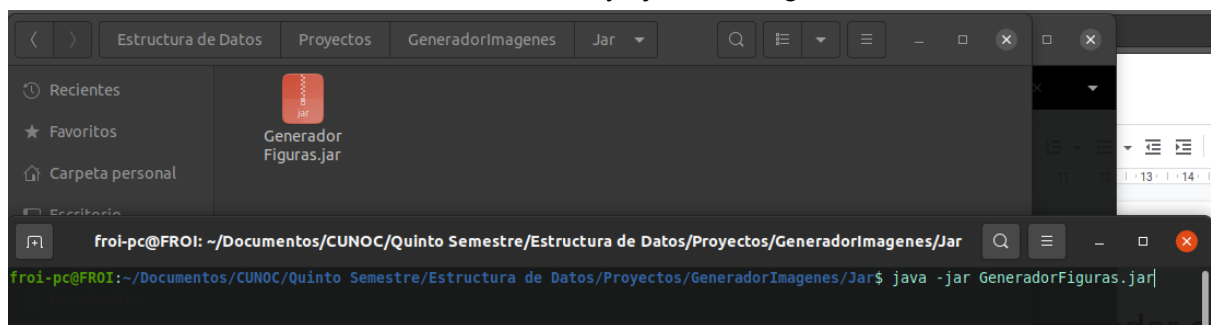 Estructura de Datos Proyectos GeneradorImagenes Jar
Recientes
jar
Favoritos
Generador
Figuras.jar
Carpeta personal
Escritorio
13 14
froi-pc@FROI: ~/Documentos/CUNOC/Quinto Semestre/Estructura de Datos/Proyectos/GeneradorImagenes/Jar
froi-pc@FROI:~/Documentos/CUNOC/Quinto Semestre/Estructura de Datos/Proyectos/GeneradorImagenes/Jar$ java -jar GeneradorFiguras.jar